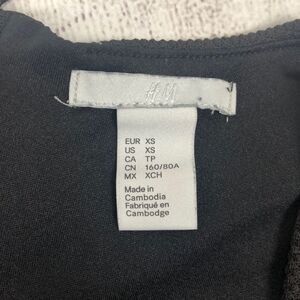 H&M
EUR XS
US XS
CA TP
CN 160/80A
MX XCH
Made in
Cambodia
Fabriqué en
Cambodge